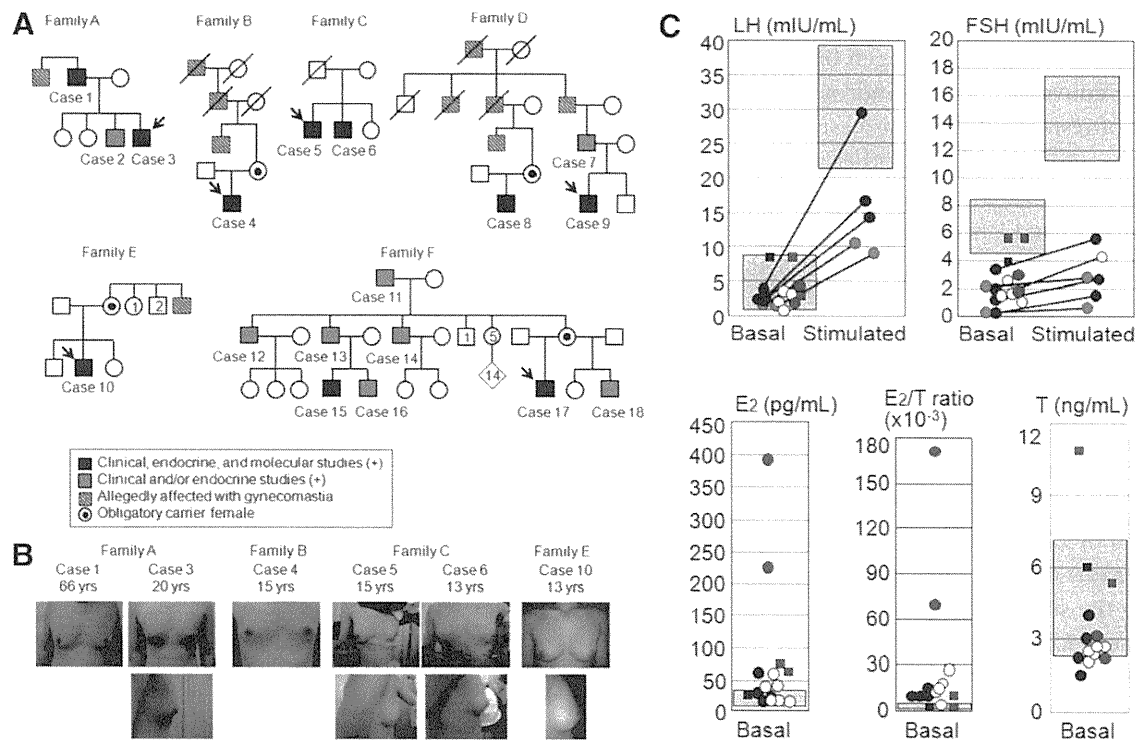 A
Family A
Family B
Family C
Family D
Case 1
Case 2 Case 3
Case 4
Case 5 Case 6
Case 7
Case 8
Case 9
Family E
1 2
Case 10
Family F
Case 11
Case 12 Case 13 Case 14
1 5
14
Case 15 Case 16
Case 17 Case 18
Clinical, endocrine, and molecular studies (+)
Clinical and/or endocrine studies (+)
Allegedly affected with gynecomastia
Obligatory carrier female
B
Family A Family B Family C Family E
Case 1 Case 3 Case 4 Case 5 Case 6 Case 10
66 yrs 20 yrs 15 yrs 15 yrs 13 yrs 13 yrs
C
LH (mIU/mL)
40
35
30
25
20
15
10
5
0
Basal Stimulated
FSH (mIU/mL)
20
18
16
14
12
10
8
6
4
2
0
Basal Stimulated
E2 (pg/mL)
450
400
350
300
250
200
150
100
50
0
Basal
E2/T ratio
(x10-3)
180
150
120
90
60
30
0
Basal
T (ng/mL)
12
9
6
3
0
Basal